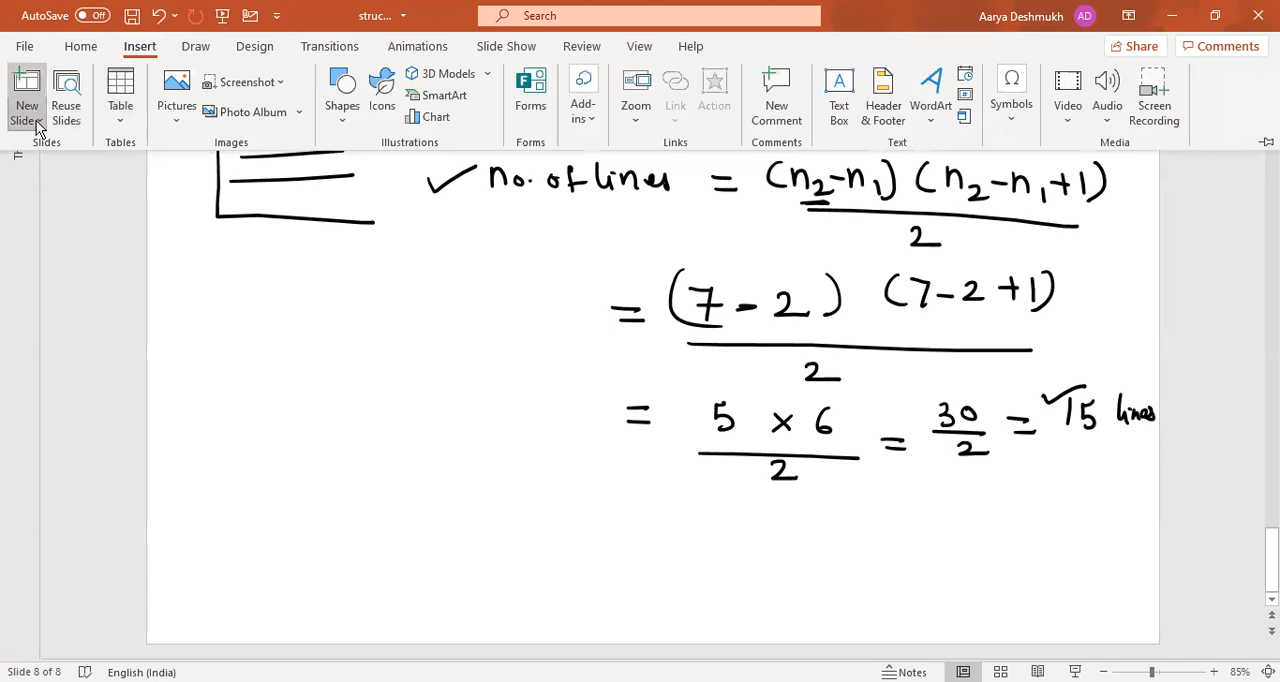 AutoSave Off struc... Search Aarya Deshmukh AD
File Home Insert Draw Design Transitions Animations Slide Show Review View Help Share Comments
New Slide Reuse Slides Table Pictures Screenshot Photo Album Shapes Icons 3D Models SmartArt Chart Forms Add-ins Zoom Link Action New Comment Text Box Header & Footer WordArt Symbols Video Audio Screen Recording
Slides Tables Images Illustrations Forms Links Comments Text Media
✓ no. of lines = (n₂-n₁) (n₂-n₁+1)
2
= (7-2) (7-2+1)
2
= 5 × 6 = 30 = 15 lines
2 2
Slide 8 of 8 English (India) Notes 85%